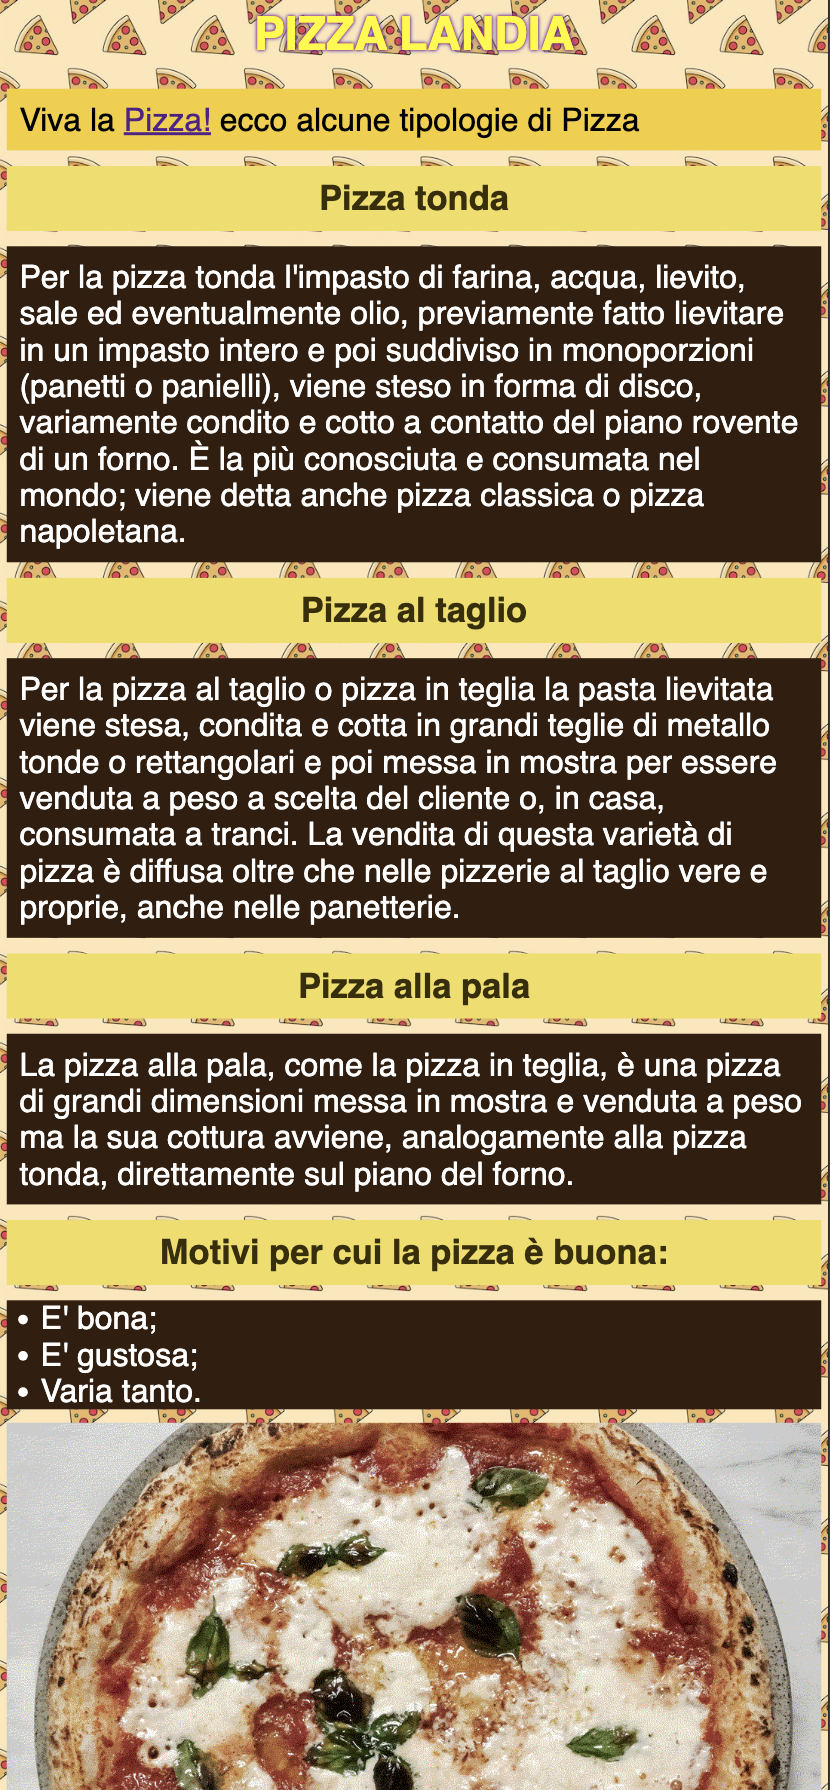 PIZZA LANDIA
Viva la Pizza! ecco alcune tipologie di Pizza
Pizza tonda
Per la pizza tonda l'impasto di farina, acqua, lievito,
sale ed eventualmente olio, previamente fatto lievitare
in un impasto intero e poi suddiviso in monoporzioni
(panetti o panielli), viene steso in forma di disco,
variamente condito e cotto a contatto del piano rovente
di un forno. È la più conosciuta e consumata nel
mondo; viene detta anche pizza classica o pizza
napoletana.
Pizza al taglio
Per la pizza al taglio o pizza in teglia la pasta lievitata
viene stesa, condita e cotta in grandi teglie di metallo
tonde o rettangolari e poi messa in mostra per essere
venduta a peso a scelta del cliente o, in casa,
consumata a tranci. La vendita di questa varietà di
pizza è diffusa oltre che nelle pizzerie al taglio vere e
proprie, anche nelle panetterie.
Pizza alla pala
La pizza alla pala, come la pizza in teglia, è una pizza
di grandi dimensioni messa in mostra e venduta a peso
ma la sua cottura avviene, analogamente alla pizza
tonda, direttamente sul piano del forno.
Motivi per cui la pizza è buona:
• E' bona;
• E' gustosa;
• Varia tanto.